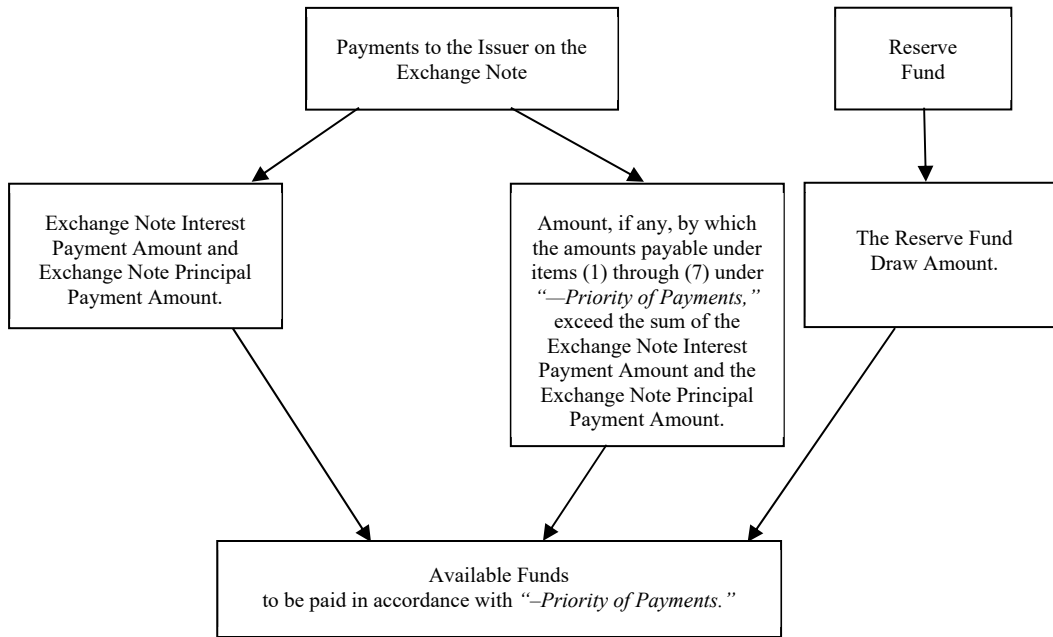 Payments to the Issuer on the
Exchange Note
Reserve
Fund
Exchange Note Interest
Payment Amount and
Exchange Note Principal
Payment Amount.
Amount, if any, by which
the amounts payable under
items (1) through (7) under
“—Priority of Payments,”
exceed the sum of the
Exchange Note Interest
Payment Amount and the
Exchange Note Principal
Payment Amount.
The Reserve Fund
Draw Amount.
Available Funds
to be paid in accordance with “–Priority of Payments.”